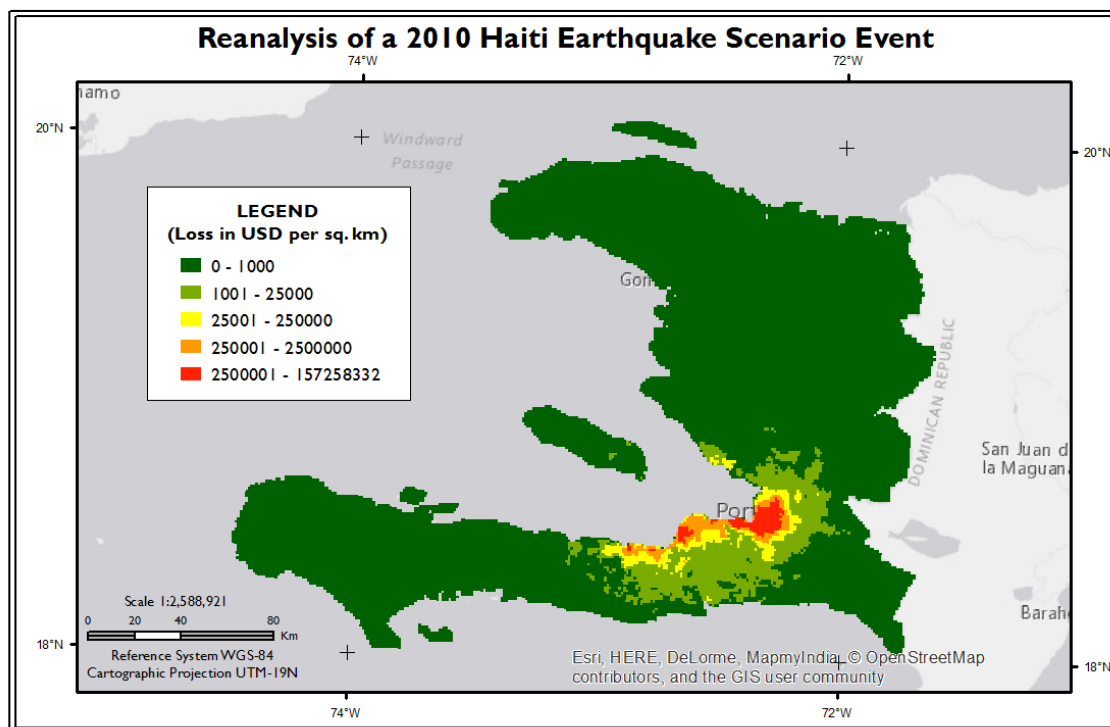 Reanalysis of a 2010 Haiti Earthquake Scenario Event
74°W
72°W
20°N
20°N
Windward
Passage
LEGEND
(Loss in USD per sq. km)
0 - 1000
1001 - 25000
25001 - 250000
250001 - 2500000
2500001 - 157258332
DOMINICAN REPUBLIC
San Juan d
la Maguana
Port
Scale 1:2,588,921
0 20 40 80
Km
Reference System WGS-84
Cartographic Projection UTM-19N
Barah
18°N
18°N
Esri, HERE, DeLorme, MapmyIndia, © OpenStreetMap
contributors, and the GIS user community
74°W
72°W